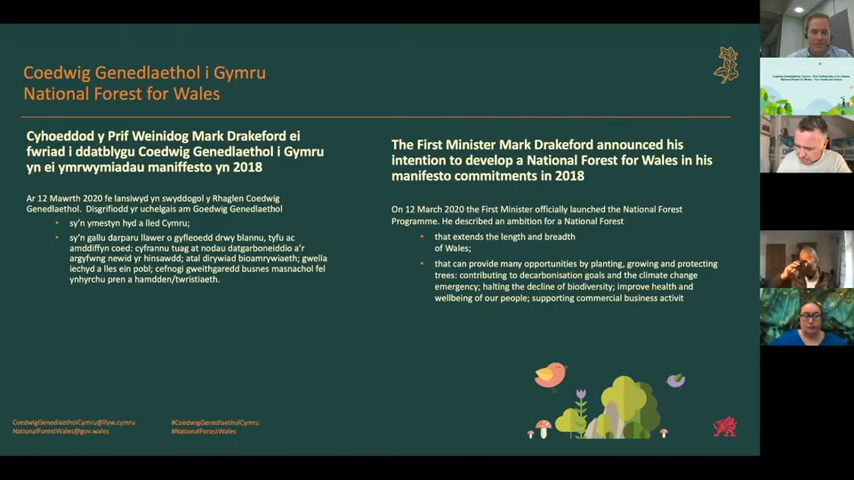 Coedwig Genedlaethol i Gymru
National Forest for Wales
Cyhoeddod y Prif Weinidog Mark Drakeford ei
fwriad i ddatblygu Coedwig Genedlaethol i Gymru
yn ei ymrwymiadau maniffesto yn 2018
Ar 12 Mawrth 2020 fe lansiwyd yn swyddogol y Rhaglen Coedwig
Genedlaethol. Disgrifiodd yr uchelgais am Goedwig Genedlaethol
• sy'n ymestyn hyd a lled Cymru;
• sy'n gallu darparu llawer o gyfleoedd drwy blannu, tyfu ac
amddiffyn coed: cyfrannu tuag at nodau datgarboneiddio a'r
argyfwng newid yr hinsawdd; atal dirywiad bioamrywiaeth; gwella
iechyd a lles ein pobl; cefnogi gweithgaredd busnes masnachol fel
ynhyrchu pren a hamdden/twristiaeth.
The First Minister Mark Drakeford announced his
intention to develop a National Forest for Wales in his
manifesto commitments in 2018
On 12 March 2020 the First Minister officially launched the National Forest
Programme. He described an ambition for a National Forest
• that extends the length and breadth
of Wales;
• that can provide many opportunities by planting, growing and protecting
trees: contributing to decarbonisation goals and the climate change
emergency; halting the decline of biodiversity; improve health and
wellbeing of our people; supporting commercial business activit
CoedwigGenedlaetholCymru@llyw.cymru
NationalForestWales@gov.wales
#CoedwigGenedlaetholCymru
#NationalForestWales